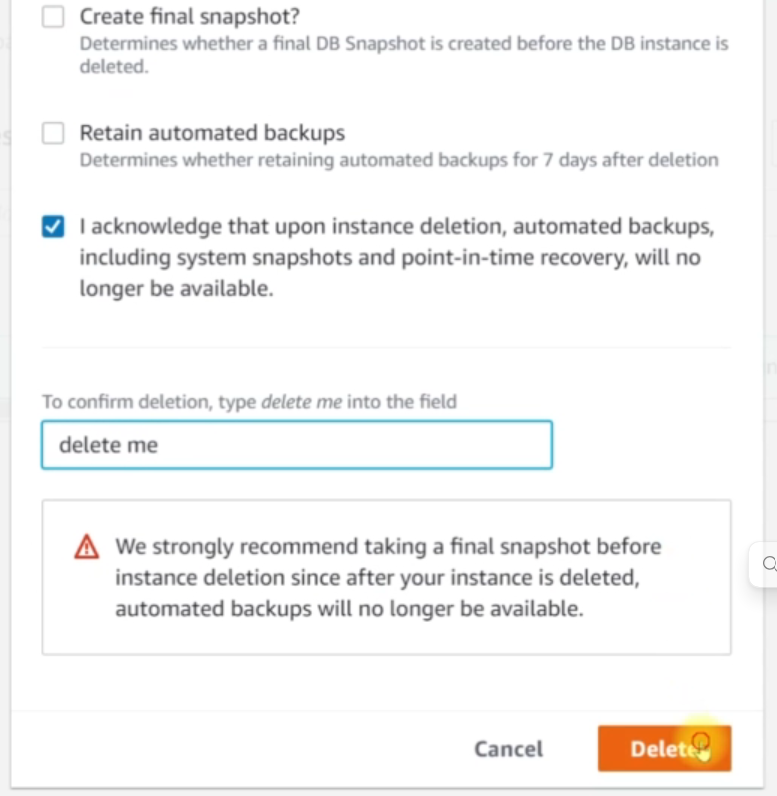 Create final snapshot?
Determines whether a final DB Snapshot is created before the DB instance is
deleted.
Retain automated backups
Determines whether retaining automated backups for 7 days after deletion
I acknowledge that upon instance deletion, automated backups,
including system snapshots and point-in-time recovery, will no
longer be available.
To confirm deletion, type delete me into the field
delete me
We strongly recommend taking a final snapshot before
instance deletion since after your instance is deleted,
automated backups will no longer be available.
Cancel
Delete